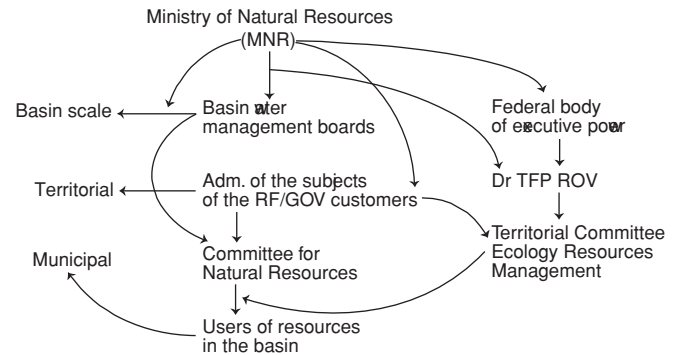 Ministry of Natural Resources
(MNR)
Basin scale
Basin water
management boards
Federal body
of executive power
Territorial
Adm. of the subjects
of the RF/GOV customers
Dr TFP ROV
Territorial Committee
Ecology Resources
Management
Municipal
Committee for
Natural Resources
Users of resources
in the basin